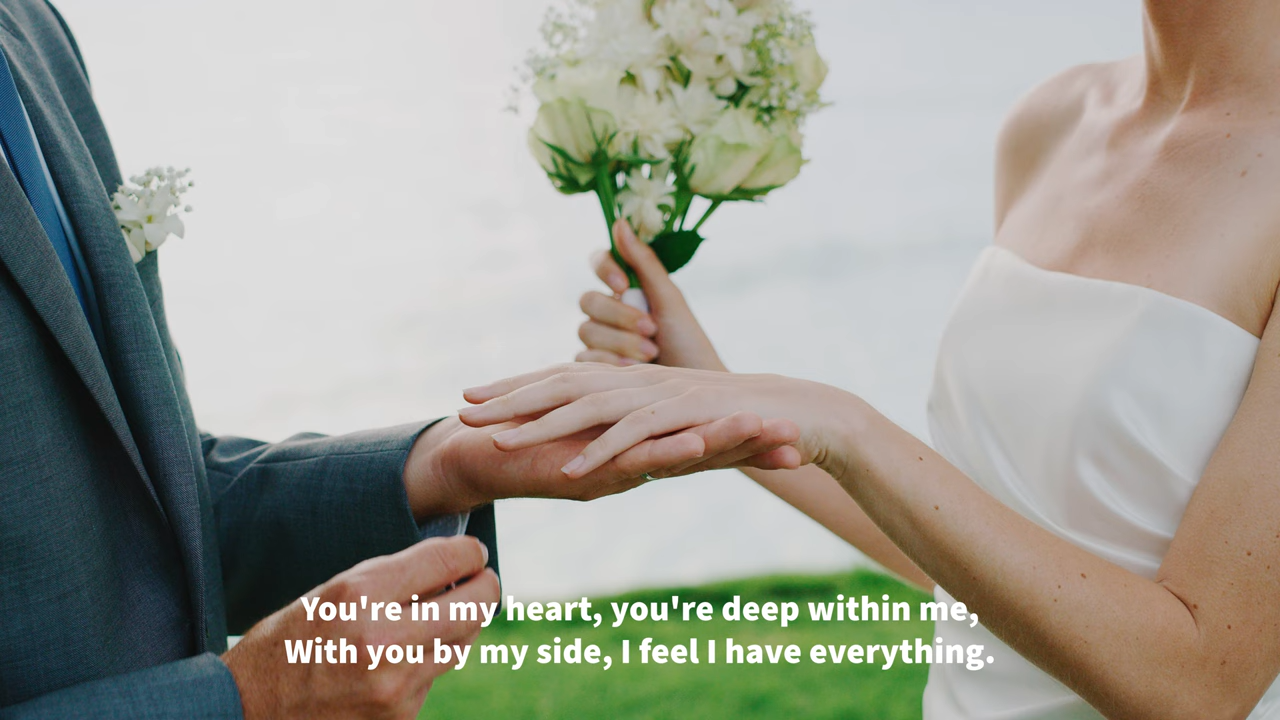 You're in my heart, you're deep within me,
With you by my side, I feel I have everything.